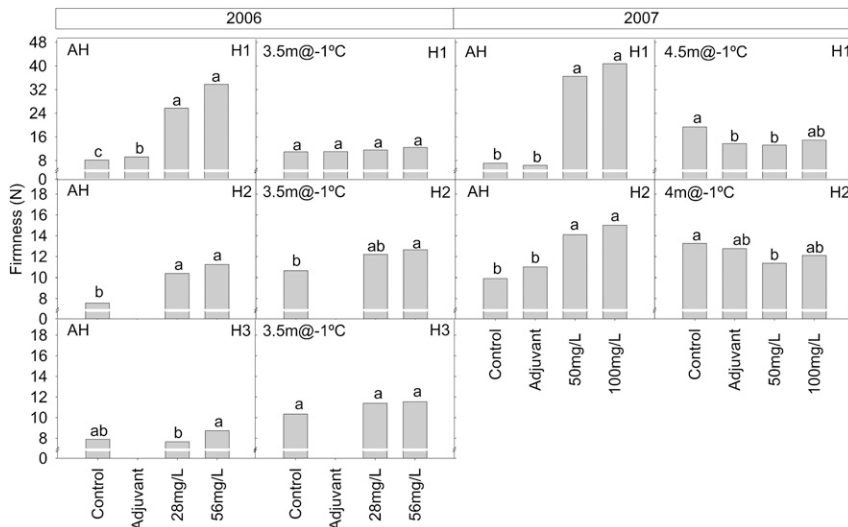 2006 2007
AH H1 3.5m@-1ºC H1 AH H1 4.5m@-1ºC H1
48
40
32
24
16
8
0
c b a a a a a a b b a a a b b ab
AH H2 3.5m@-1ºC H2 AH H2 4m@-1ºC H2
18
16
14
12
10
8
0
b a a b ab a b b a a a ab b ab
AH H3 3.5m@-1ºC H3
18
16
14
12
10
8
0
ab b a a a a
Firmness (N)
Control Adjuvant 50mg/L 100mg/L Control Adjuvant 50mg/L 100mg/L
Control Adjuvant 28mg/L 56mg/L Control Adjuvant 28mg/L 56mg/L